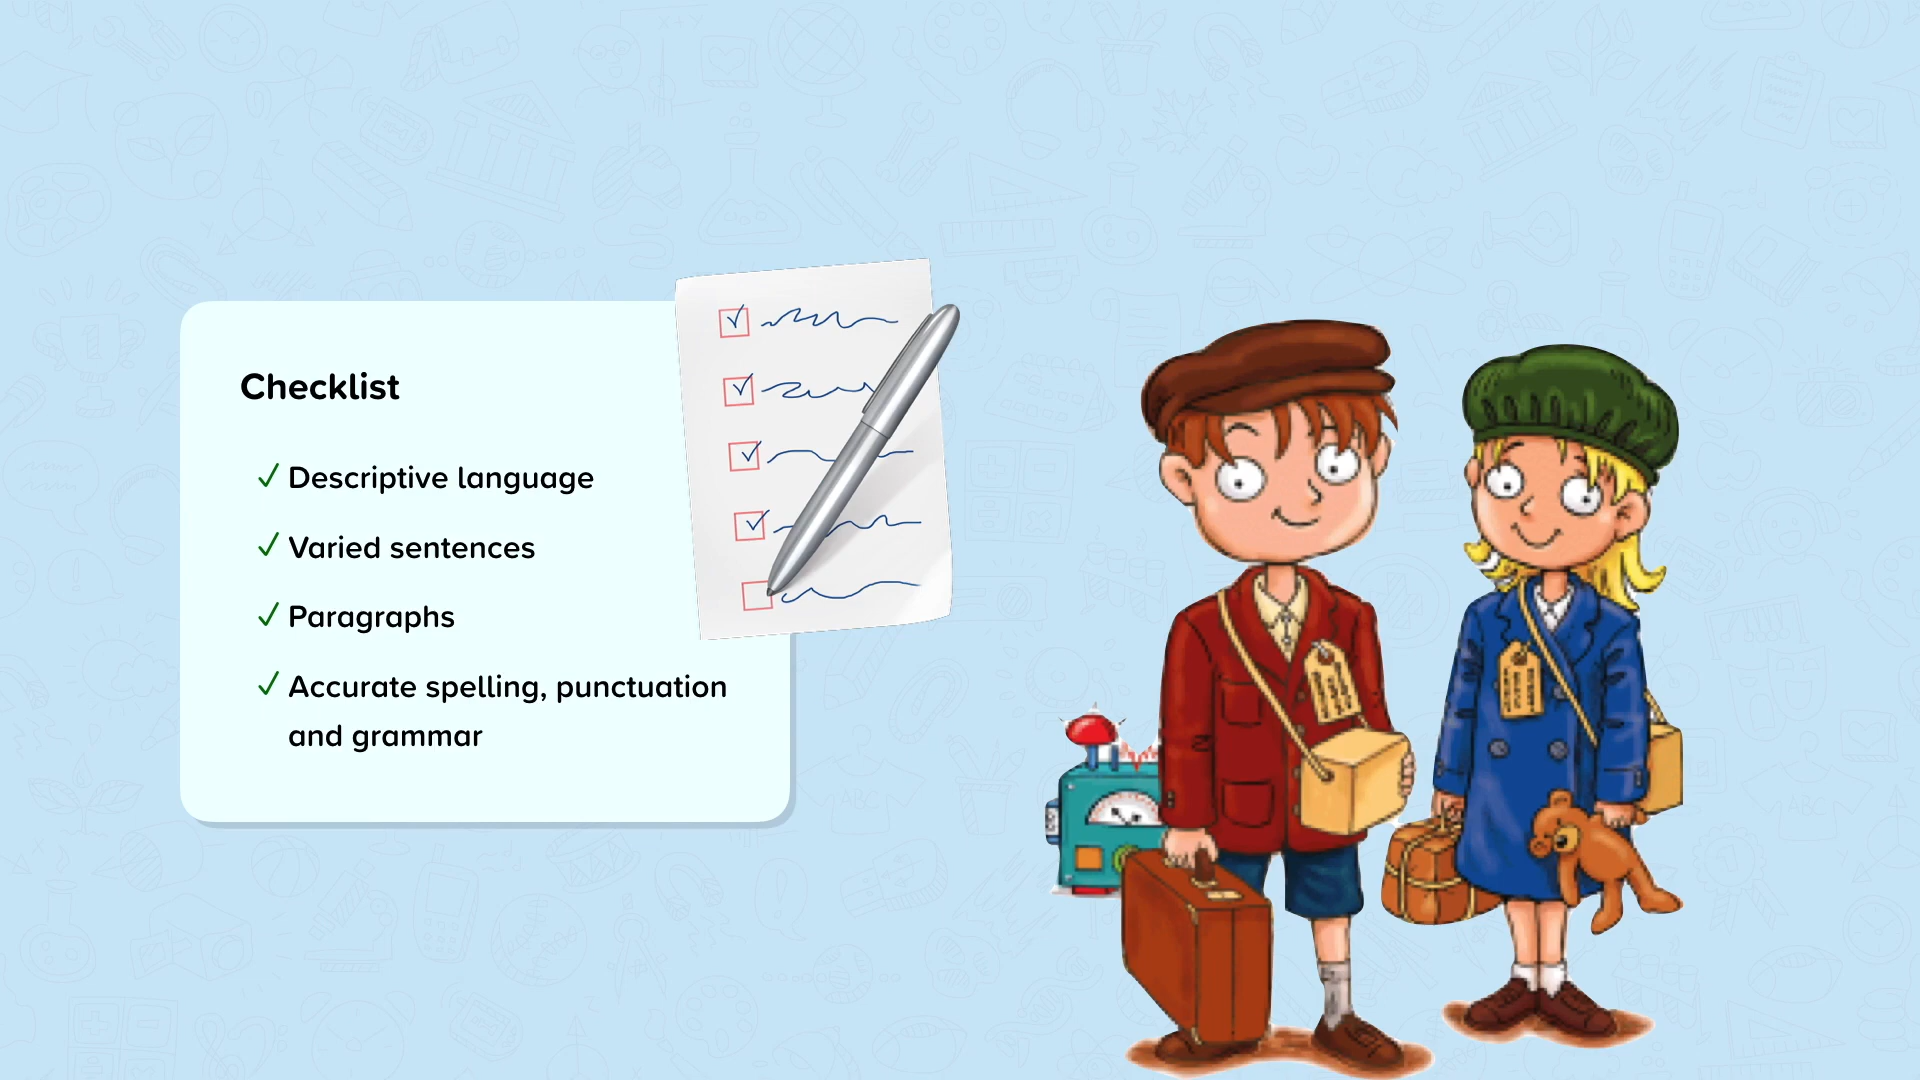 Checklist
✓ Descriptive language
✓ Varied sentences
✓ Paragraphs
✓ Accurate spelling, punctuation
and grammar